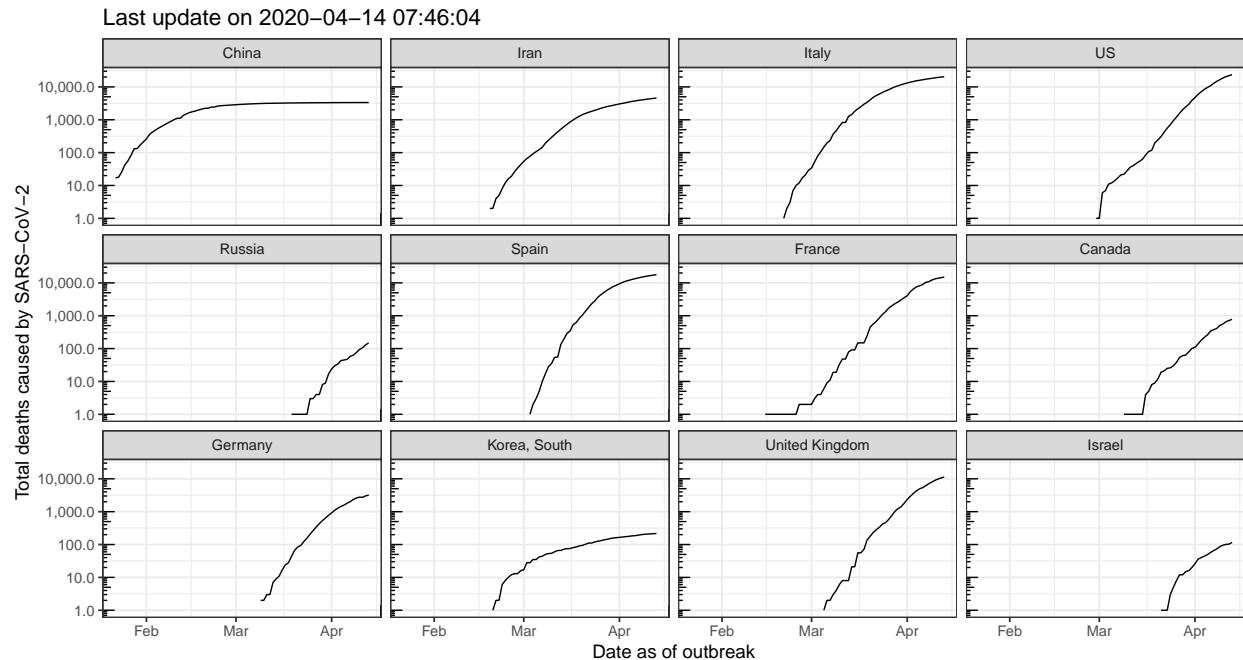 Last update on 2020−04−14 07:46:04
China Iran Italy US
10,000.0
1,000.0
100.0
10.0
1.0
Russia Spain France Canada
10,000.0
1,000.0
100.0
10.0
1.0
Germany Korea, South United Kingdom Israel
10,000.0
1,000.0
100.0
10.0
1.0
Feb Mar Apr Feb Mar Apr Feb Mar Apr Feb Mar Apr
Date as of outbreak
Total deaths caused by SARS−CoV−2